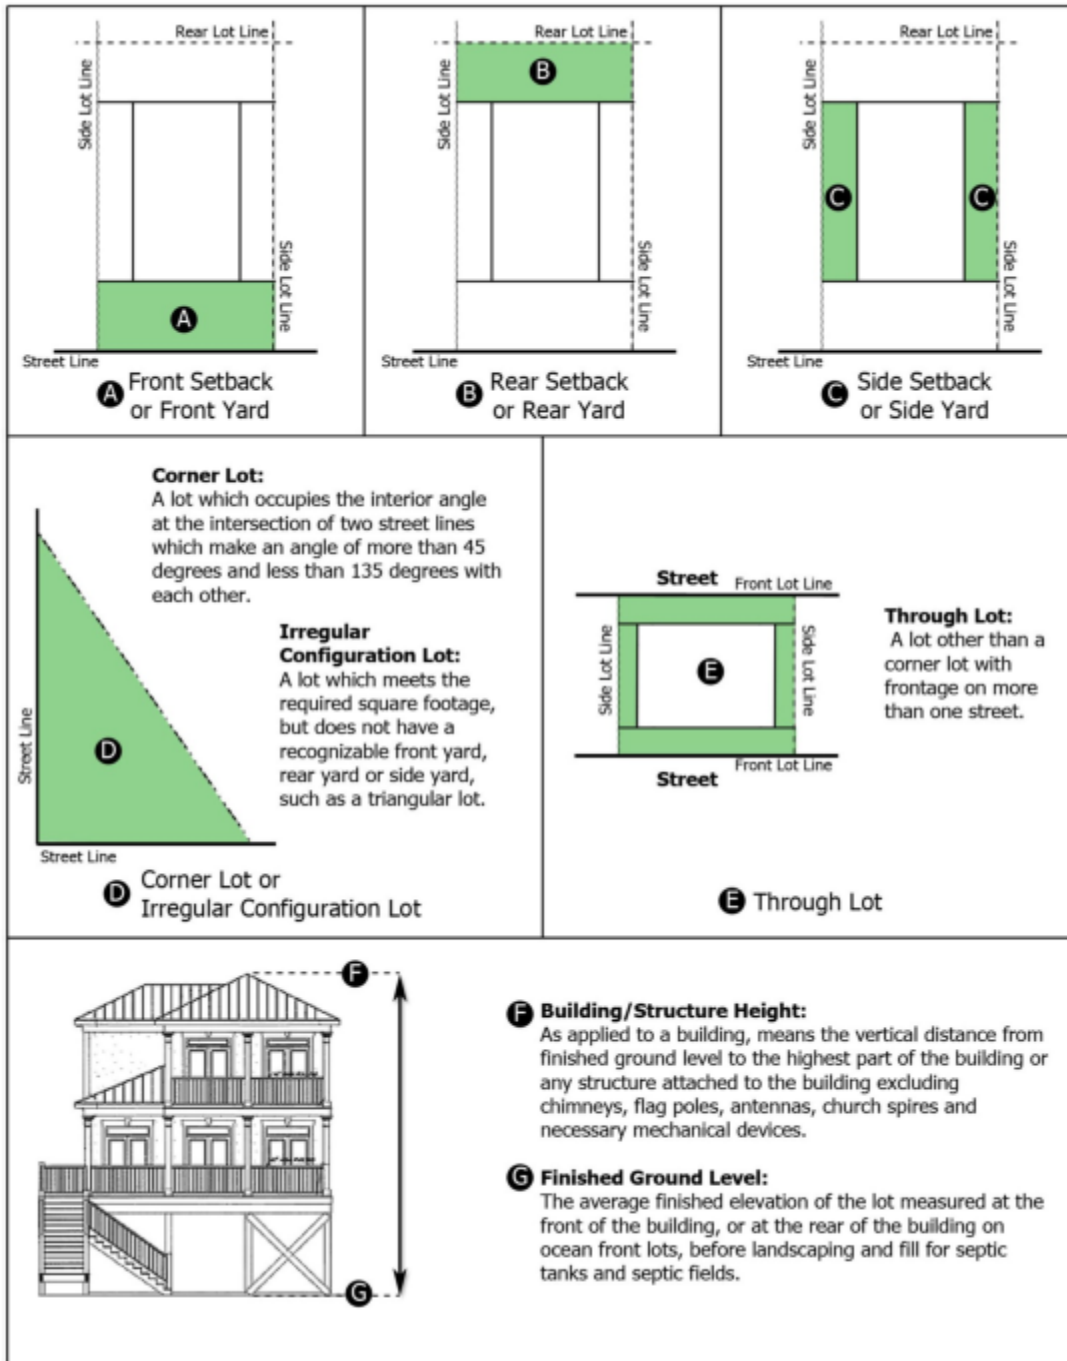 Rear Lot Line
Side Lot Line
A
Side Lot Line
Street Line
A Front Setback
or Front Yard
Rear Lot Line
Side Lot Line
B
Side Lot Line
Street Line
B Rear Setback
or Rear Yard
Rear Lot Line
Side Lot Line
C
C
Side Lot Line
Street Line
C Side Setback
or Side Yard
Corner Lot:
A lot which occupies the interior angle
at the intersection of two street lines
which make an angle of more than 45
degrees and less than 135 degrees with
each other.
Irregular
Configuration Lot:
A lot which meets the
required square footage,
but does not have a
recognizable front yard,
rear yard or side yard,
such as a triangular lot.
Street Line
D
Street Line
D Corner Lot or
Irregular Configuration Lot
Street Front Lot Line
Side Lot Line
E
Side Lot Line
Street Front Lot Line
Through Lot:
A lot other than a
corner lot with
frontage on more
than one street.
E Through Lot
F
G
F Building/Structure Height:
As applied to a building, means the vertical distance from
finished ground level to the highest part of the building or
any structure attached to the building excluding
chimneys, flag poles, antennas, church spires and
necessary mechanical devices.
G Finished Ground Level:
The average finished elevation of the lot measured at the
front of the building, or at the rear of the building on
ocean front lots, before landscaping and fill for septic
tanks and septic fields.